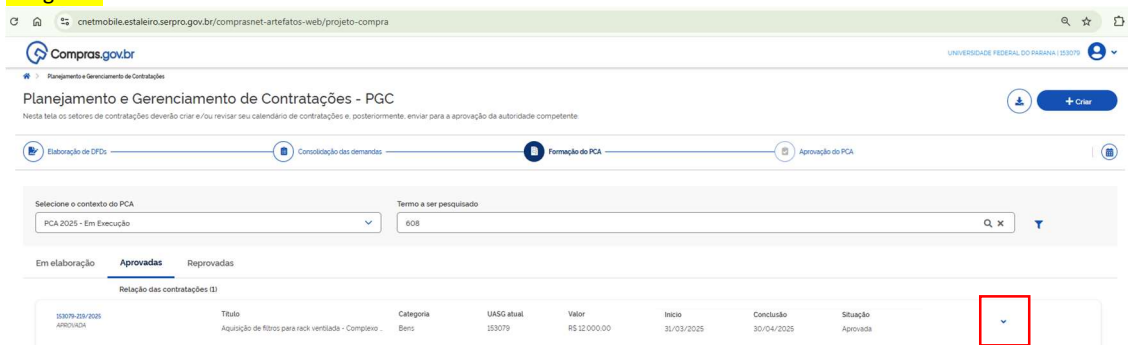 cnetmobile.estaleiro.serpro.gov.br/comprasnet-artefatos-web/projeto-compra
Compras.gov.br
UNIVERSIDADE FEDERAL DO PARANA | 153079
Planejamento e Gerenciamento de Contratações
Planejamento e Gerenciamento de Contratações - PGC
+ Criar
Nesta tela os setores de contratações deverão criar e/ou revisar seu calendário de contratações e, posteriormente, enviar para a aprovação da autoridade competente
Elaboração de DFDs
Consolidação das demandas
Formação do PCA
Aprovação do PCA
Selecione o contexto do PCA
Termo a ser pesquisado
PCA 2025 - Em Execução
608
Em elaboração Aprovadas Reprovadas
Relação das contratações (1)
153079-219/2025 Título Categoria UASG atual Valor Início Conclusão Situação
APROVADA Aquisição de filtros para rack ventilada - Complexo .. Bens 153079 R$ 12.000,00 31/03/2025 30/04/2025 Aprovada